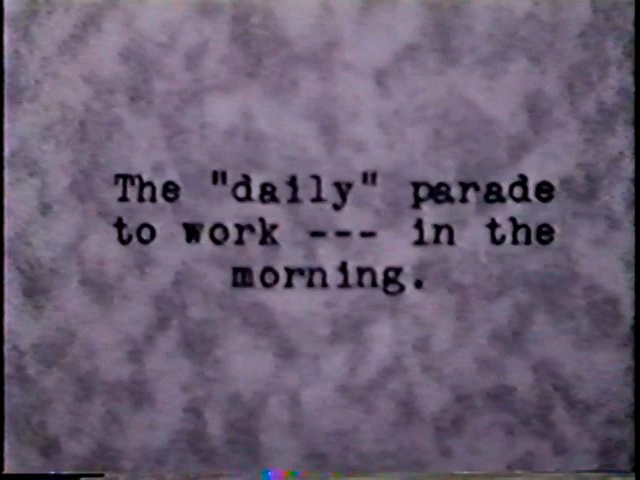 The "daily" parade
to work --- in the
morning.